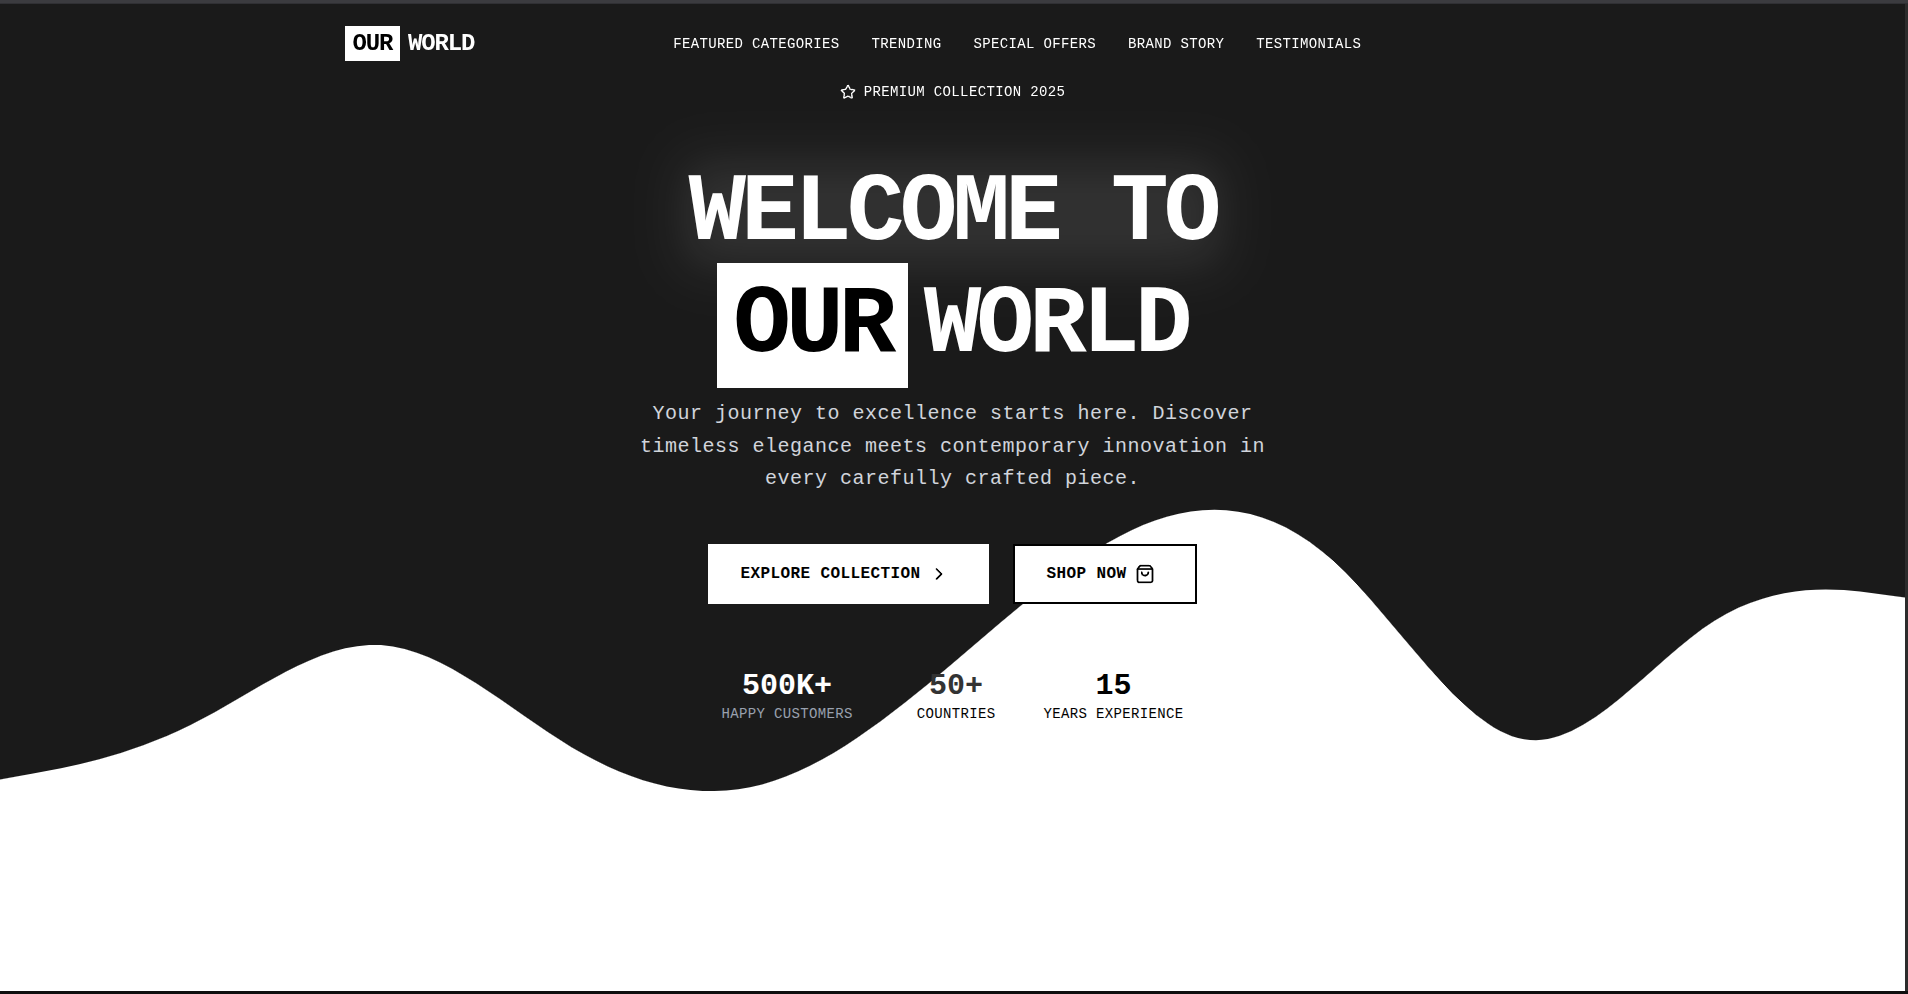 OUR WORLD
FEATURED CATEGORIES TRENDING SPECIAL OFFERS BRAND STORY TESTIMONIALS
PREMIUM COLLECTION 2025
WELCOME TO
OUR WORLD
Your journey to excellence starts here. Discover
timeless elegance meets contemporary innovation in
every carefully crafted piece.
EXPLORE COLLECTION
SHOP NOW
500K+
HAPPY CUSTOMERS
50+
COUNTRIES
15
YEARS EXPERIENCE